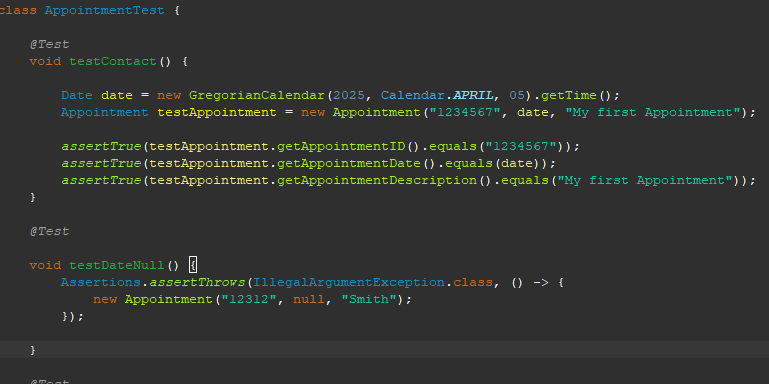 class AppointmentTest {
@Test
void testContact() {
Date date = new GregorianCalendar(2025, Calendar.APRIL, 05).getTime();
Appointment testAppointment = new Appointment("1234567", date, "My first Appointment");
assertTrue(testAppointment.getAppointmentID().equals("1234567"));
assertTrue(testAppointment.getAppointmentDate().equals(date));
assertTrue(testAppointment.getAppointmentDescription().equals("My first Appointment"));
}
@Test
void testDateNull() {
Assertions.assertThrows(IllegalArgumentException.class, () -> {
new Appointment("12312", null, "Smith");
});
}
@Test